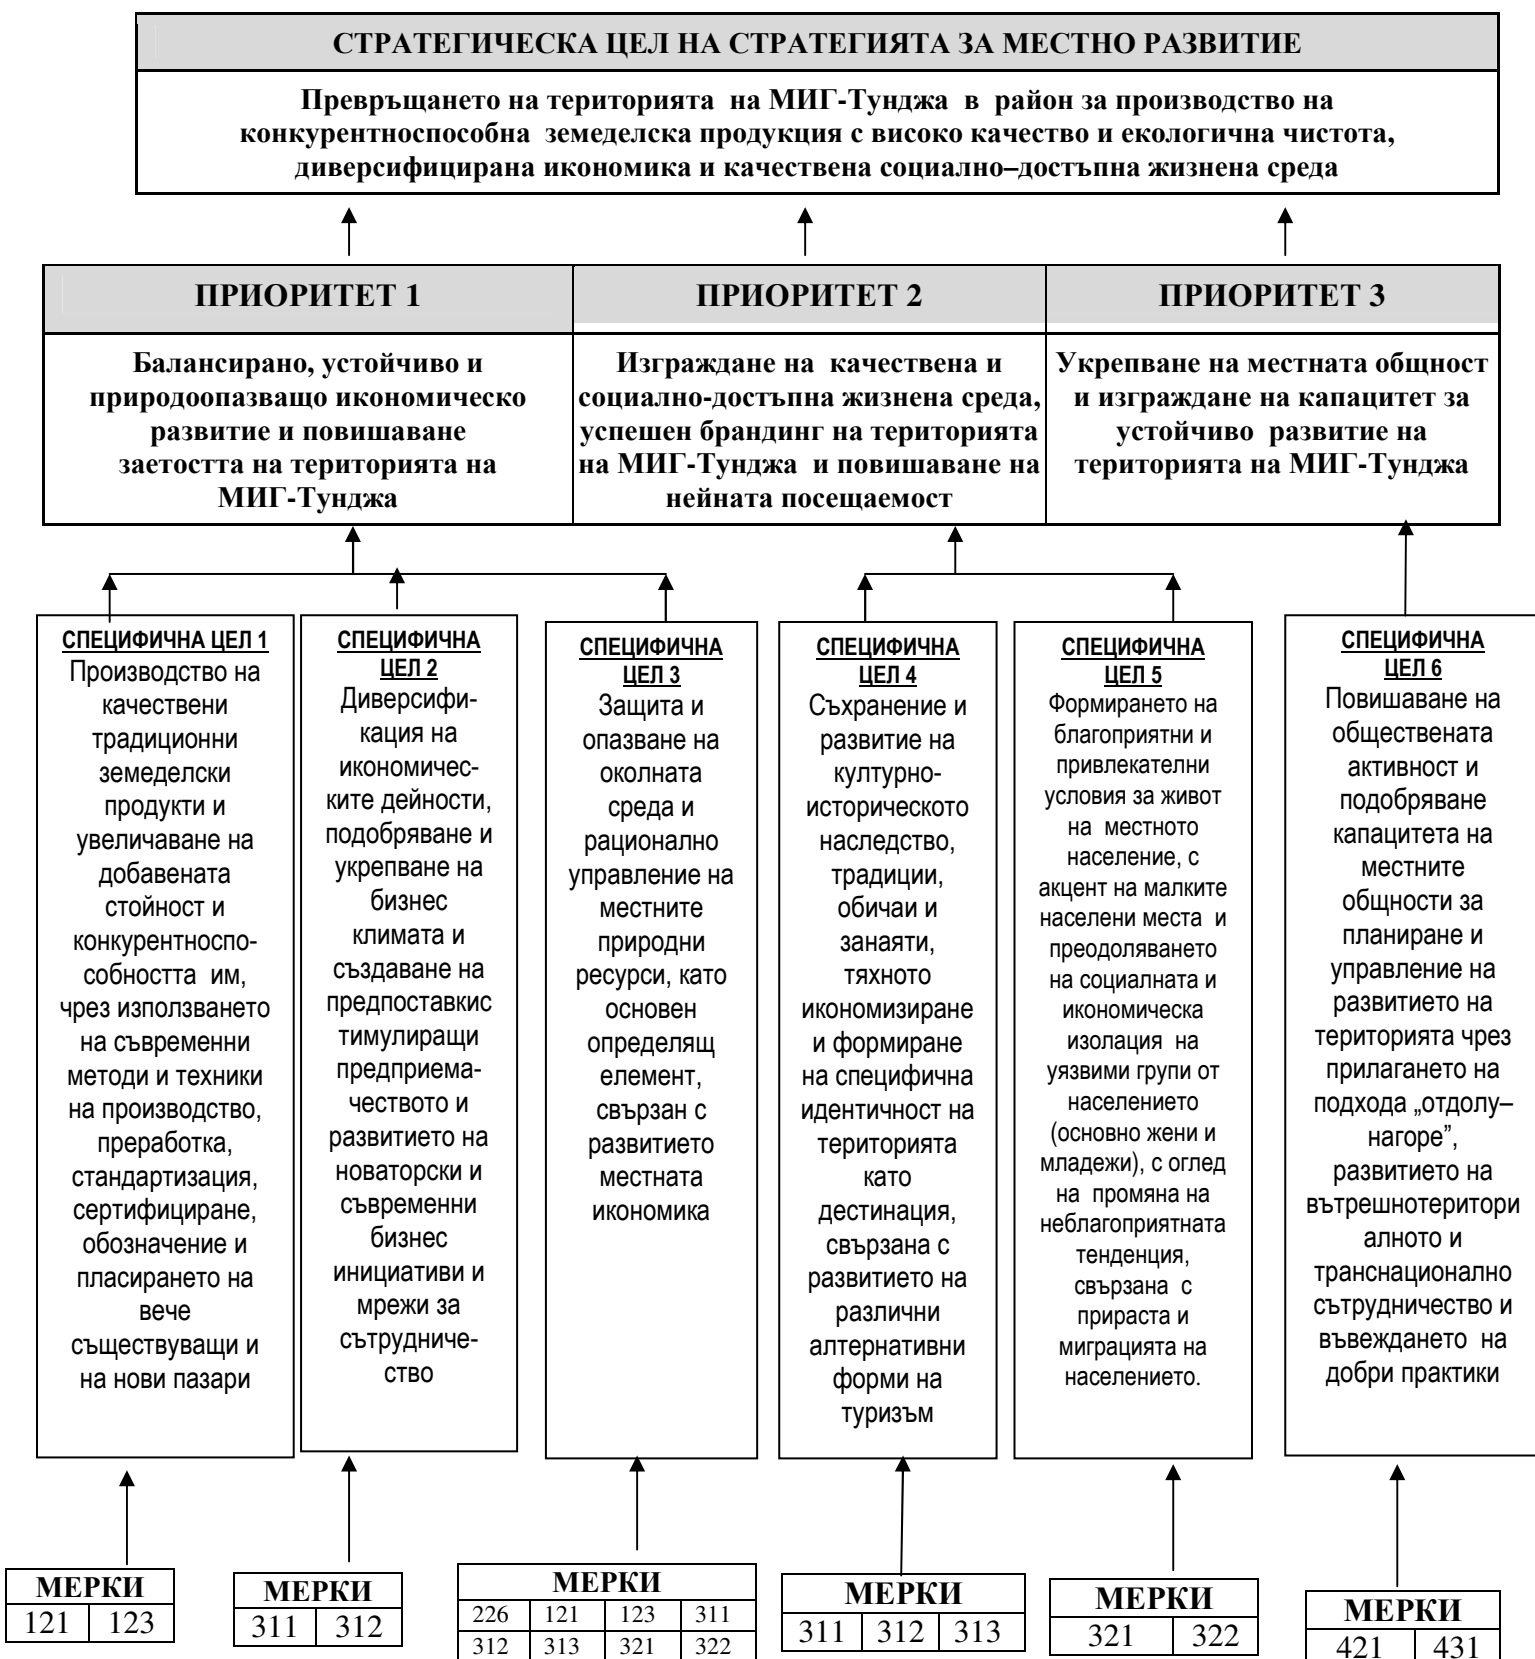 СТРАТЕГИЧЕСКА ЦЕЛ НА СТРАТЕГИЯТА ЗА МЕСТНО РАЗВИТИЕ
Превръщането на територията на МИГ-Тунджа в район за производство на
конкурентноспособна земеделска продукция с високо качество и екологична чистота,
диверсифицирана икономика и качествена социално–достъпна жизнена среда
ПРИОРИТЕТ 1
Балансирано, устойчиво и
природоопазващо икономическо
развитие и повишаване
заетостта на територията на
МИГ-Тунджа
ПРИОРИТЕТ 2
Изграждане на качествена и
социално-достъпна жизнена среда,
успешен брандинг на територията
на МИГ-Тунджа и повишаване на
нейната посещаемост
ПРИОРИТЕТ 3
Укрепване на местната общност
и изграждане на капацитет за
устойчиво развитие на
територията на МИГ-Тунджа
СПЕЦИФИЧНА ЦЕЛ 1
Производство на
качествени
традиционни
земеделски
продукти и
увеличаване на
добавената
стойност и
конкурентноспо-
собността им,
чрез използването
на съвременни
методи и техники
на производство,
преработка,
стандартизация,
сертифициране,
обозначение и
пласирането на
вече
съществуващи и
на нови пазари
СПЕЦИФИЧНА
ЦЕЛ 2
Диверсифи-
кация на
икономичес-
ките дейности,
подобряване и
укрепване на
бизнес
климата и
създаване на
предпоставкис
тимулиращи
предприема-
чеството и
развитието на
новаторски и
съвременни
бизнес
инициативи и
мрежи за
сътрудниче-
ство
СПЕЦИФИЧНА
ЦЕЛ 3
Защита и
опазване на
околната
среда и
рационално
управление на
местните
природни
ресурси, като
основен
определящ
елемент,
свързан с
развитието
местната
икономика
СПЕЦИФИЧНА
ЦЕЛ 4
Съхранение и
развитие на
културно-
историческото
наследство,
традиции,
обичаи и
занаяти,
тяхното
икономизиране
и формиране
на специфична
идентичност на
територията
като
дестинация,
свързана с
развитието на
различни
алтернативни
форми на
туризъм
СПЕЦИФИЧНА
ЦЕЛ 5
Формирането на
благоприятни и
привлекателни
условия за живот
на местното
население, с
акцент на малките
населени места и
преодоляването
на социалната и
икономическа
изолация на
уязвими групи от
населението
(основно жени и
младежи), с оглед
на промяна на
неблагоприятната
тенденция,
свързана с
прираста и
миграцията на
населението.
СПЕЦИФИЧНА
ЦЕЛ 6
Повишаване на
обществената
активност и
подобряване
капацитета на
местните
общности за
планиране и
управление на
развитието на
територията чрез
прилагането на
подхода „отдолу–
нагоре”,
развитието на
вътрешнотеритори
алното и
транснационално
сътрудничество и
въвеждането на
добри практики
МЕРКИ
121 123
МЕРКИ
311 312
МЕРКИ
226 121 123 311
312 313 321 322
МЕРКИ
311 312 313
МЕРКИ
321 322
МЕРКИ
421 431